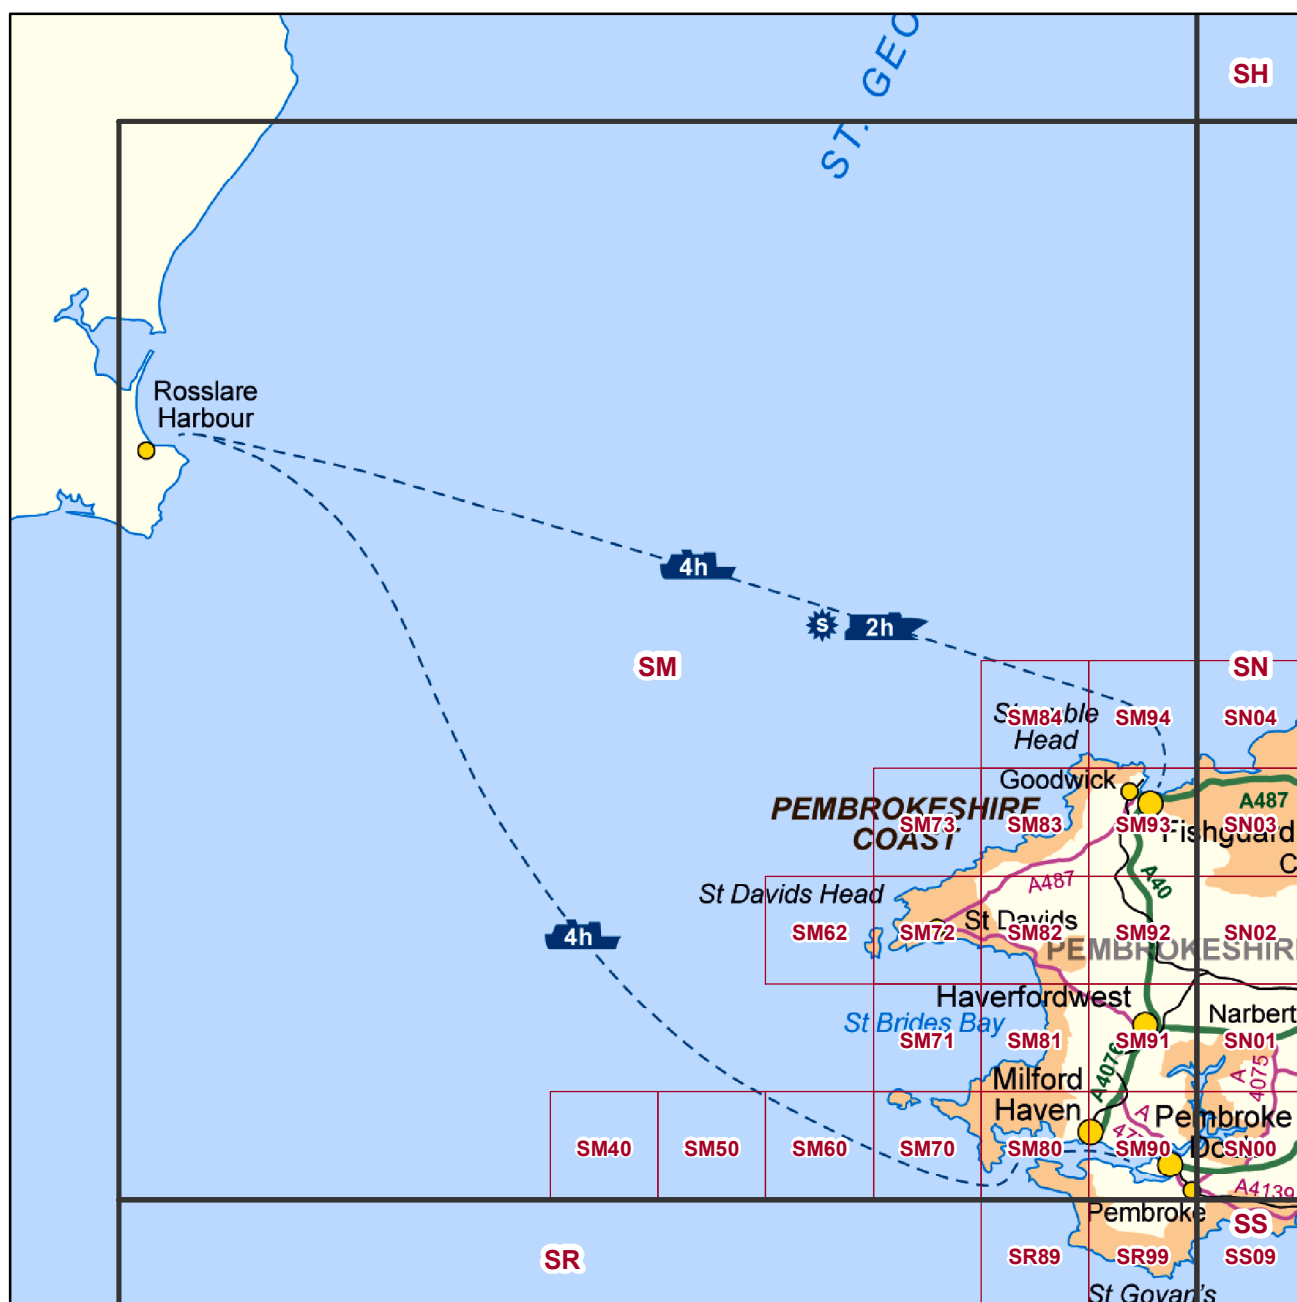 SH
ST. GEO
Rosslare
Harbour
4h
S
2h
SM
SN
Head
SM84
SM94
SN04
Goodwick
A487
PEMBROKESHIRE
COAST
SM73
SM83
SM93
SN03
Fishguard
C
St Davids Head
A487
A40
St Davids
SM62
SM72
SM82
SM92
SN02
PEMBROKESHIRE
4h
Haverfordwest
Narbert
St Brides Bay
SM71
SM81
SM91
SN01
A4076
A
4075
Milford
Haven
A
Pembroke
SM40
SM50
SM60
SM70
SM80
SM90
SN00
A4139
Pembroke
SS
SR
SR89
SR99
SS09
St Govan's